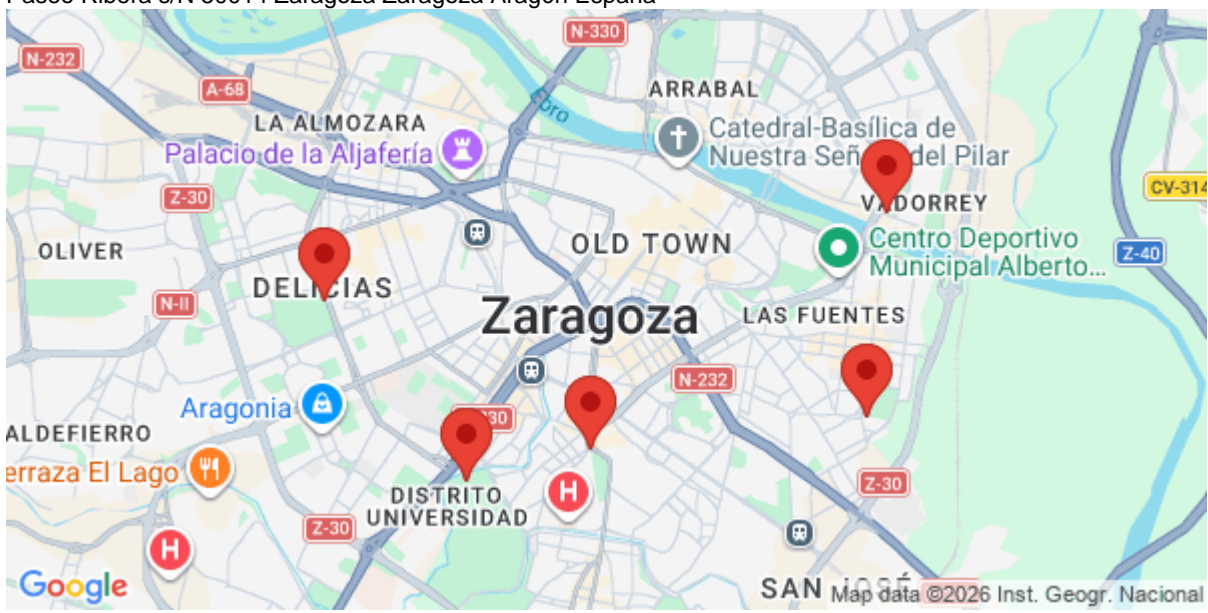 N-330
N-232
A-68
ARRABAL
Ebro
LA ALMOZARA
Palacio de la Aljafería
Catedral-Basílica de
Nuestra Señ del Pilar
Z-30
CV-314
VADORREY
OLIVER
OLD TOWN
Centro Deportivo
Municipal Alberto...
Z-40
DELICIAS
N-II
Zaragoza
LAS FUENTES
N-232
Aragonia
30
ALDEFIERRO
erraza El Lago
H
DISTRITO
UNIVERSIDAD
Z-30
Z-30
H
Google
SAN JOSÉ
Map data ©2026 Inst. Geogr. Nacional